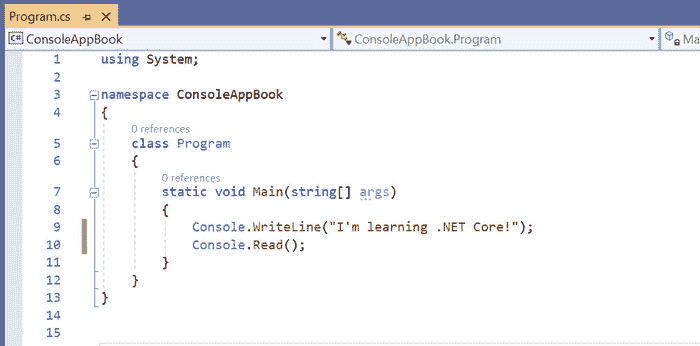 Program.cs
C# ConsoleAppBook ConsoleAppBook.Program Ma
1 using System;
2
3 namespace ConsoleAppBook
4 {
0 references
5 class Program
6 {
0 references
7 static void Main(string[] args)
8 {
9 Console.WriteLine("I'm learning .NET Core!");
10 Console.Read();
11 }
12 }
13 }
14
15